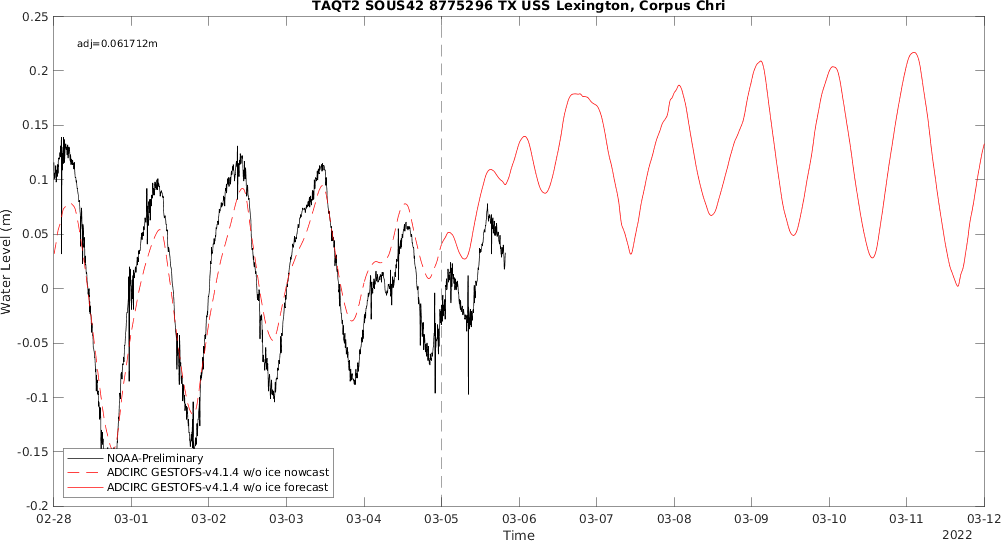 TAQT2 SOUS42 8775296 TX USS Lexington, Corpus Chri
adj=0.061712m
0.25
0.2
0.15
0.1
0.05
0
-0.05
-0.1
-0.15
-0.2
Water Level (m)
NOAA-Preliminary
ADCIRC GESTOFS-v4.1.4 w/o ice nowcast
ADCIRC GESTOFS-v4.1.4 w/o ice forecast
02-28 03-01 03-02 03-03 03-04 03-05 03-06 03-07 03-08 03-09 03-10 03-11 03-12
Time
2022